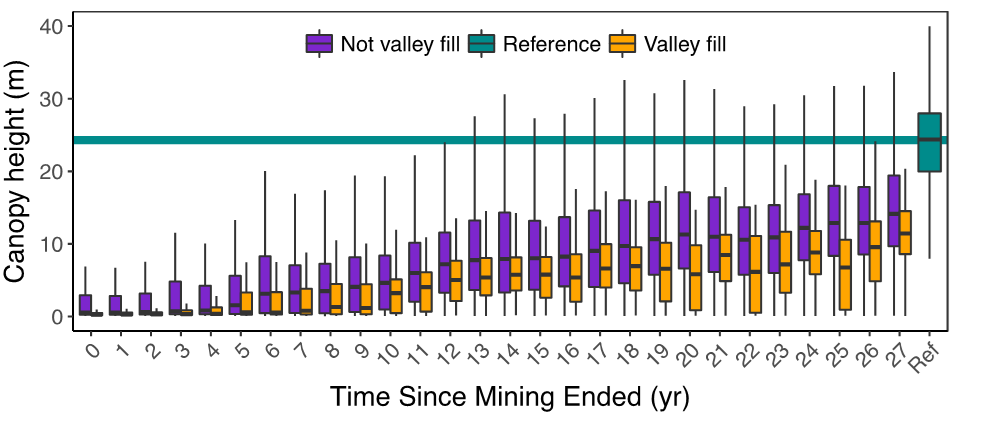 Canopy height (m)
40
30
20
10
0
Not valley fill Reference Valley fill
0 1 2 3 4 5 6 7 8 9 10 11 12 13 14 15 16 17 18 19 20 21 22 23 24 25 26 27 Ref
Time Since Mining Ended (yr)